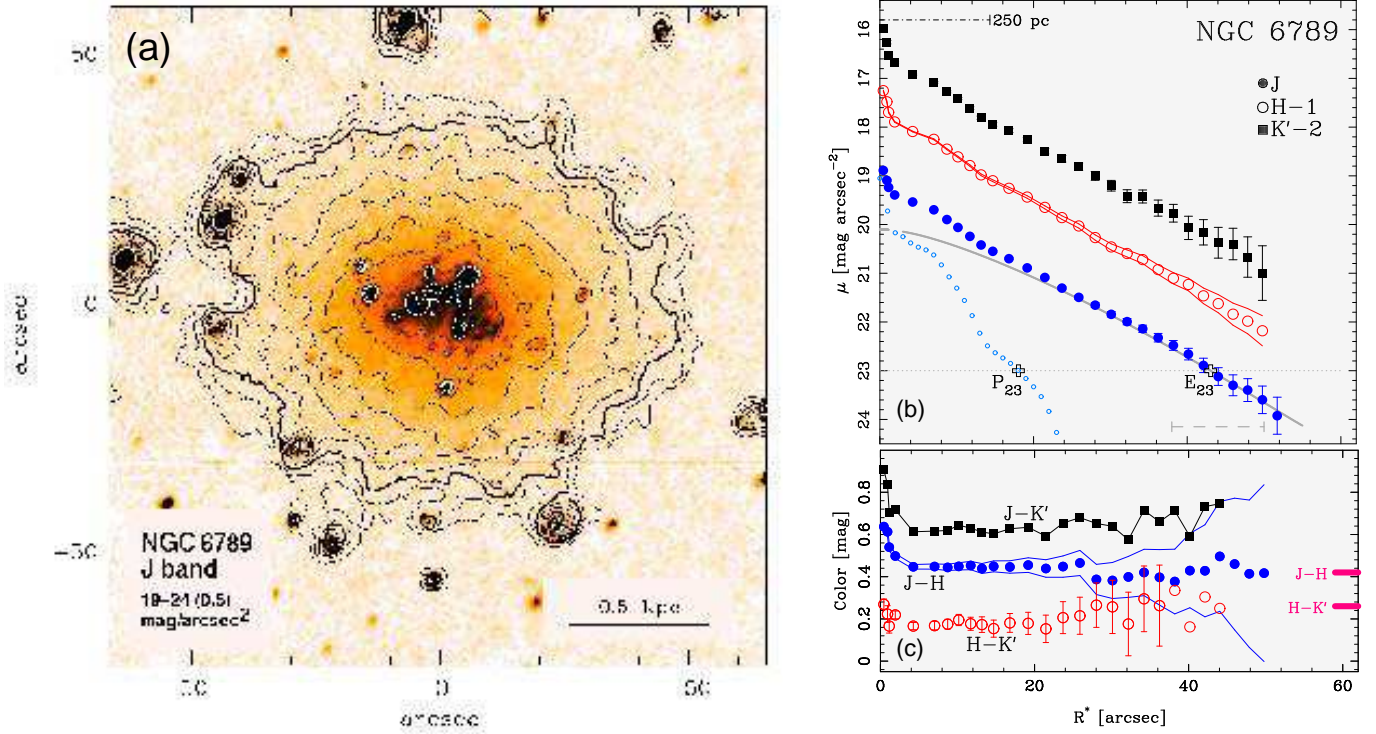 (a)
50
0
-50
arcsec
NGC 6789
J band
19-24 (0.5)
mag/arcsec2
0.5 kpc
0
50
arcsec
250 pc
NGC 6789
J
H-1
K′-2
16
17
18
19
20
21
22
23
24
μ [mag arcsec-2]
P23
E23
(b)
0.8
0.6
0.4
0.2
0
Color [mag]
J-K′
J-H
H-K′
J-H
H-K′
(c)
0
20
40
60
R* [arcsec]